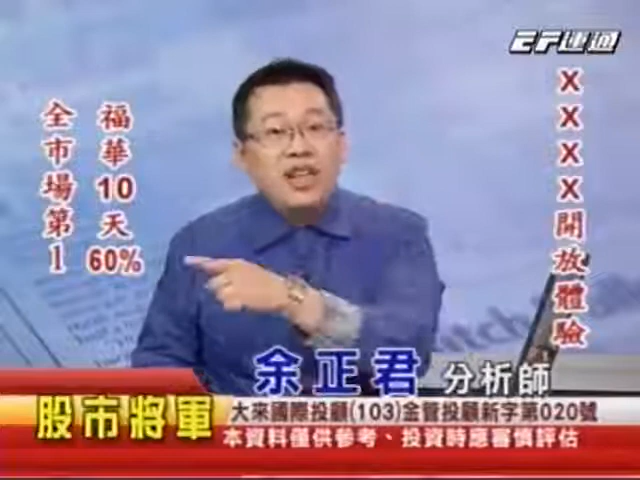 EF運通
全市場第1
福華10天60%
XXXX開放體驗
余正君 分析師
股市將軍
大來國際投顧(103)金管投顧新字第020號
本資料僅供參考、投資時應審慎評估